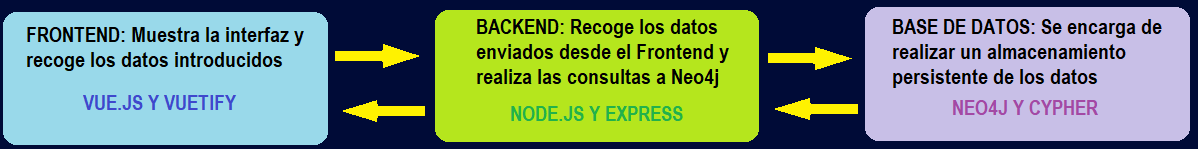 FRONTEND: Muestra la interfaz y
recoge los datos introducidos
VUE.JS Y VUETIFY
BACKEND: Recoge los datos
enviados desde el Frontend y
realiza las consultas a Neo4j
NODE.JS Y EXPRESS
BASE DE DATOS: Se encarga de
realizar un almacenamiento
persistente de los datos
NEO4J Y CYPHER